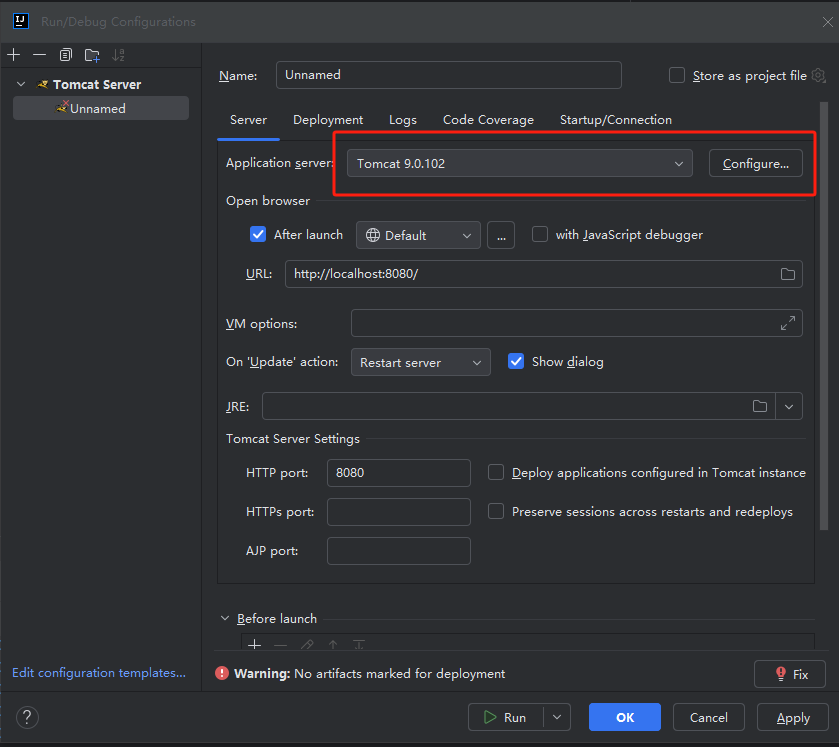 Run/Debug Configurations
Tomcat Server
Unnamed
Name: Unnamed Store as project file
Server Deployment Logs Code Coverage Startup/Connection
Application server: Tomcat 9.0.102 Configure...
Open browser
After launch Default ... with JavaScript debugger
URL: http://localhost:8080/
VM options:
On 'Update' action: Restart server Show dialog
JRE:
Tomcat Server Settings
HTTP port: 8080 Deploy applications configured in Tomcat instance
HTTPs port: Preserve sessions across restarts and redeploys
AJP port:
Before launch
Edit configuration templates...
Warning: No artifacts marked for deployment Fix
? Run OK Cancel Apply